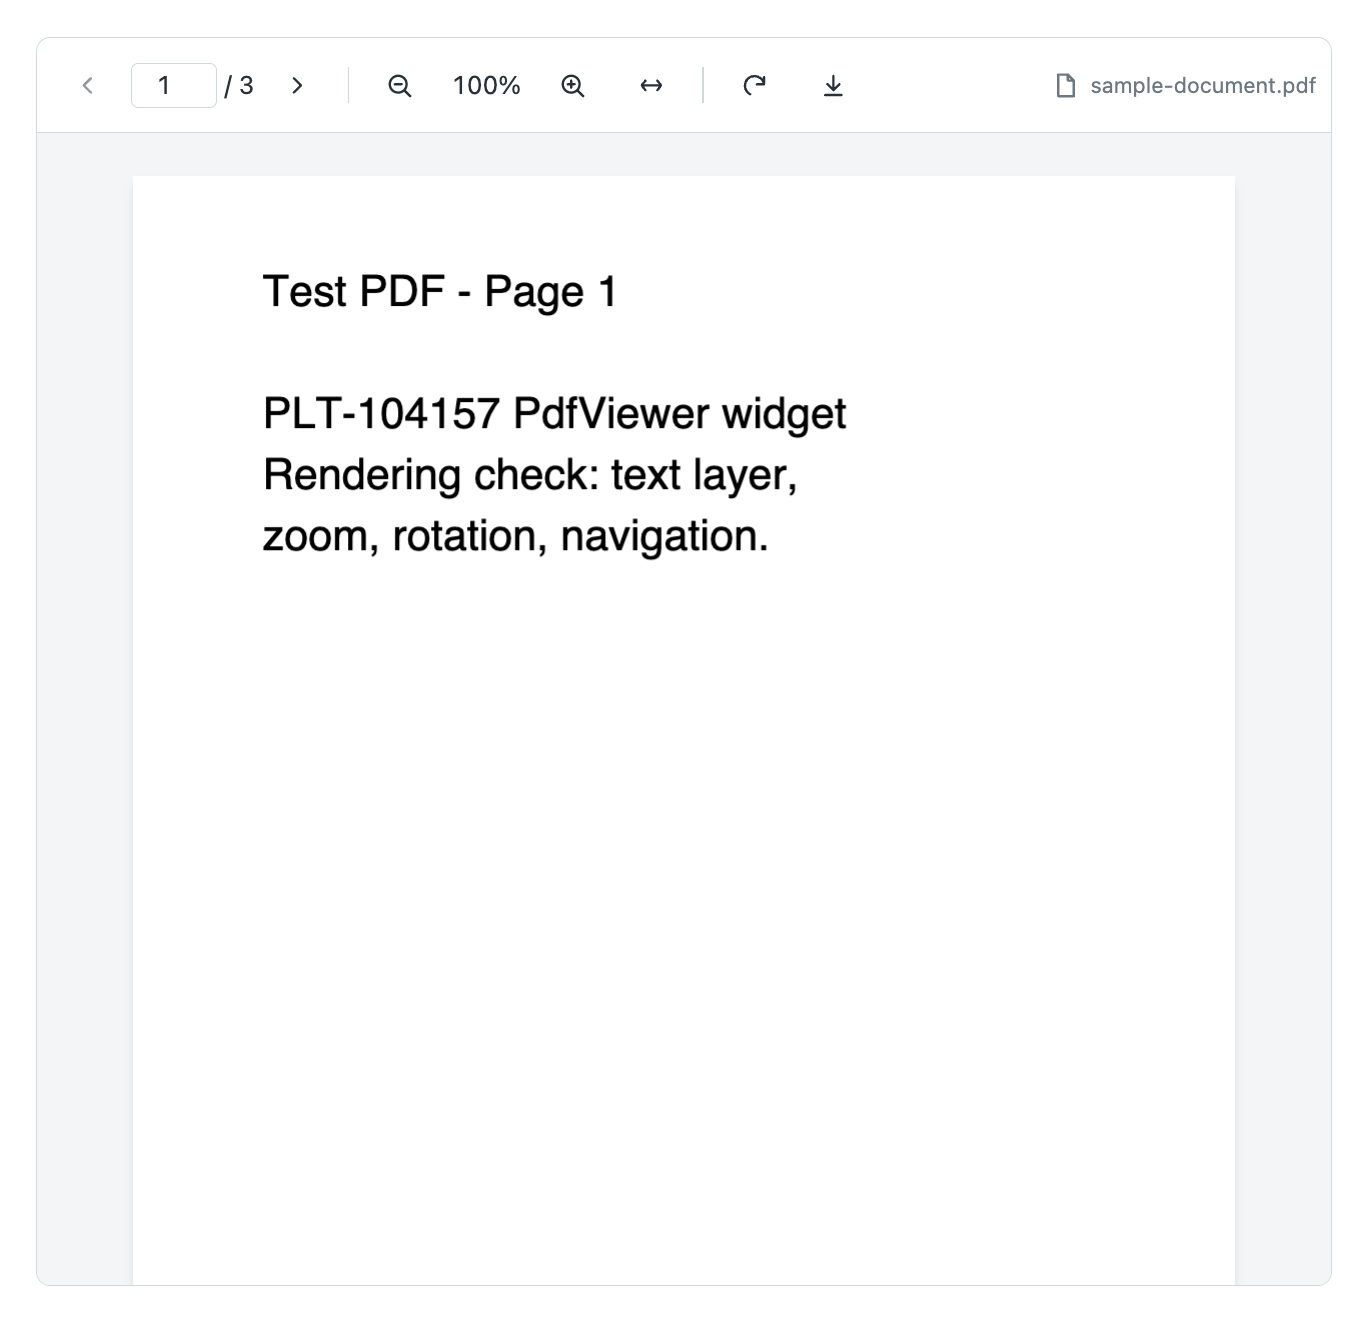 1 / 3 100% sample-document.pdf
Test PDF - Page 1
PLT-104157 PdfViewer widget
Rendering check: text layer,
zoom, rotation, navigation.